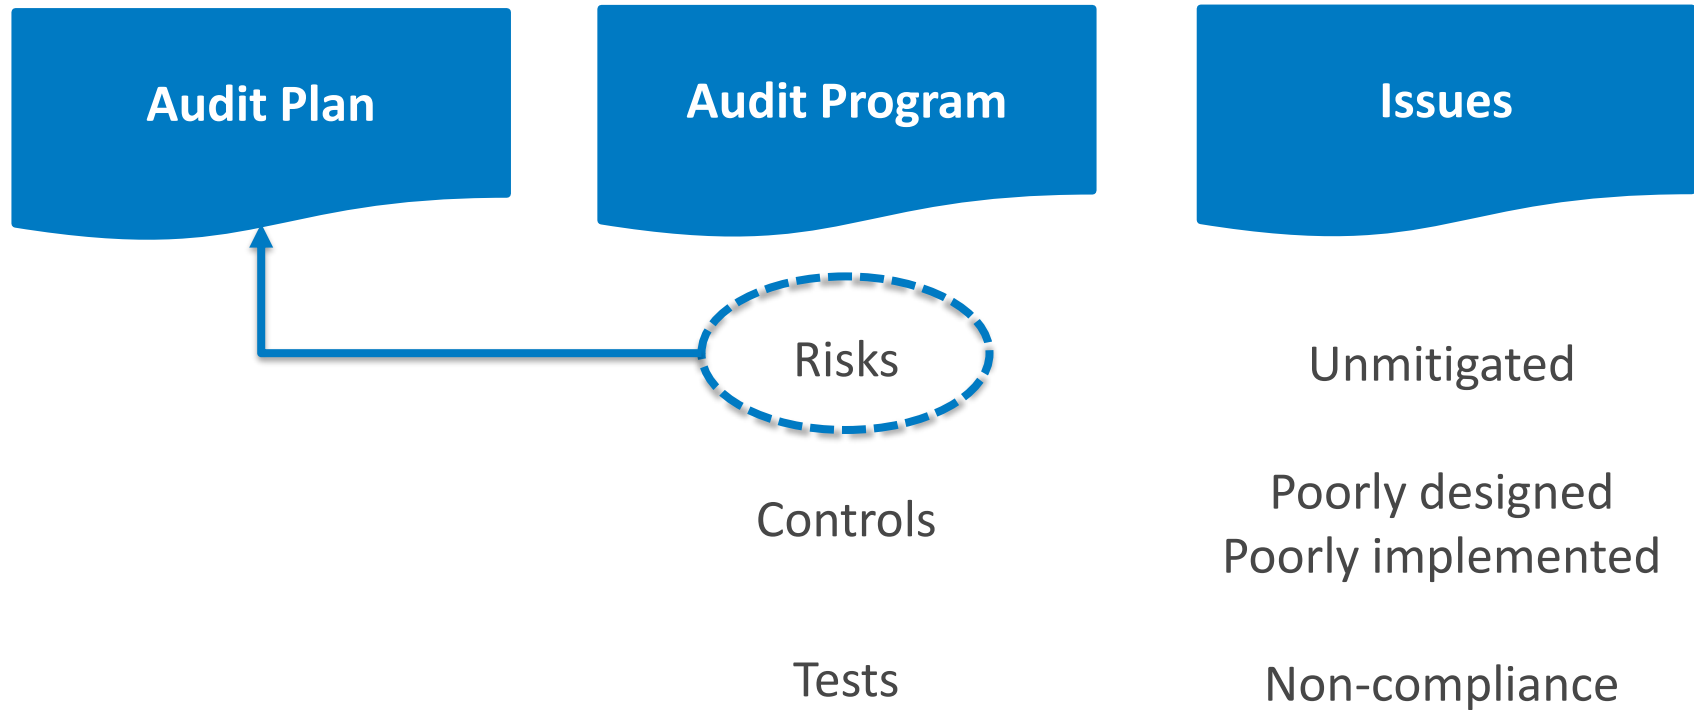 Audit Plan
Audit Program
Issues
Risks
Unmitigated
Controls
Poorly designed
Poorly implemented
Tests
Non-compliance